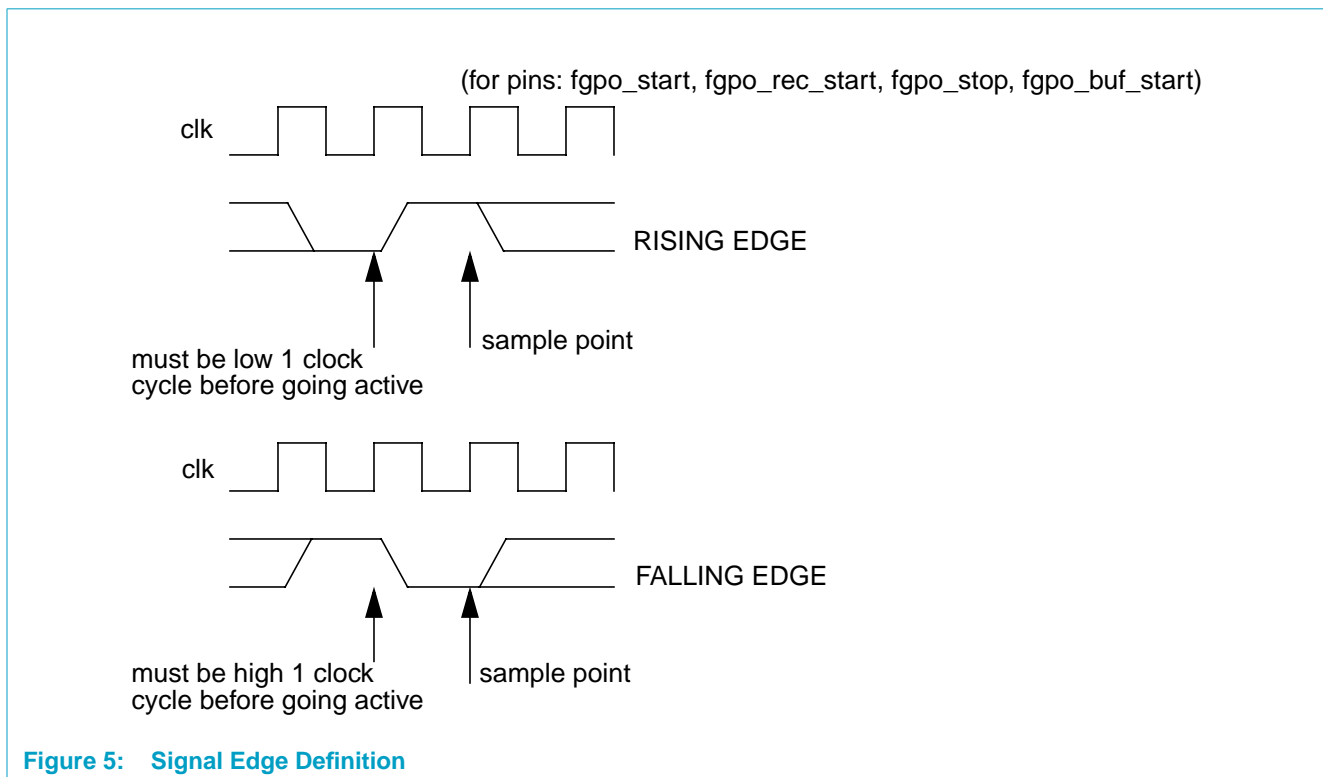 (for pins: fgpo_start, fgpo_rec_start, fgpo_stop, fgpo_buf_start)
clk
RISING EDGE
sample point
must be low 1 clock
cycle before going active
clk
FALLING EDGE
must be high 1 clock
cycle before going active
sample point
Figure 5: Signal Edge Definition